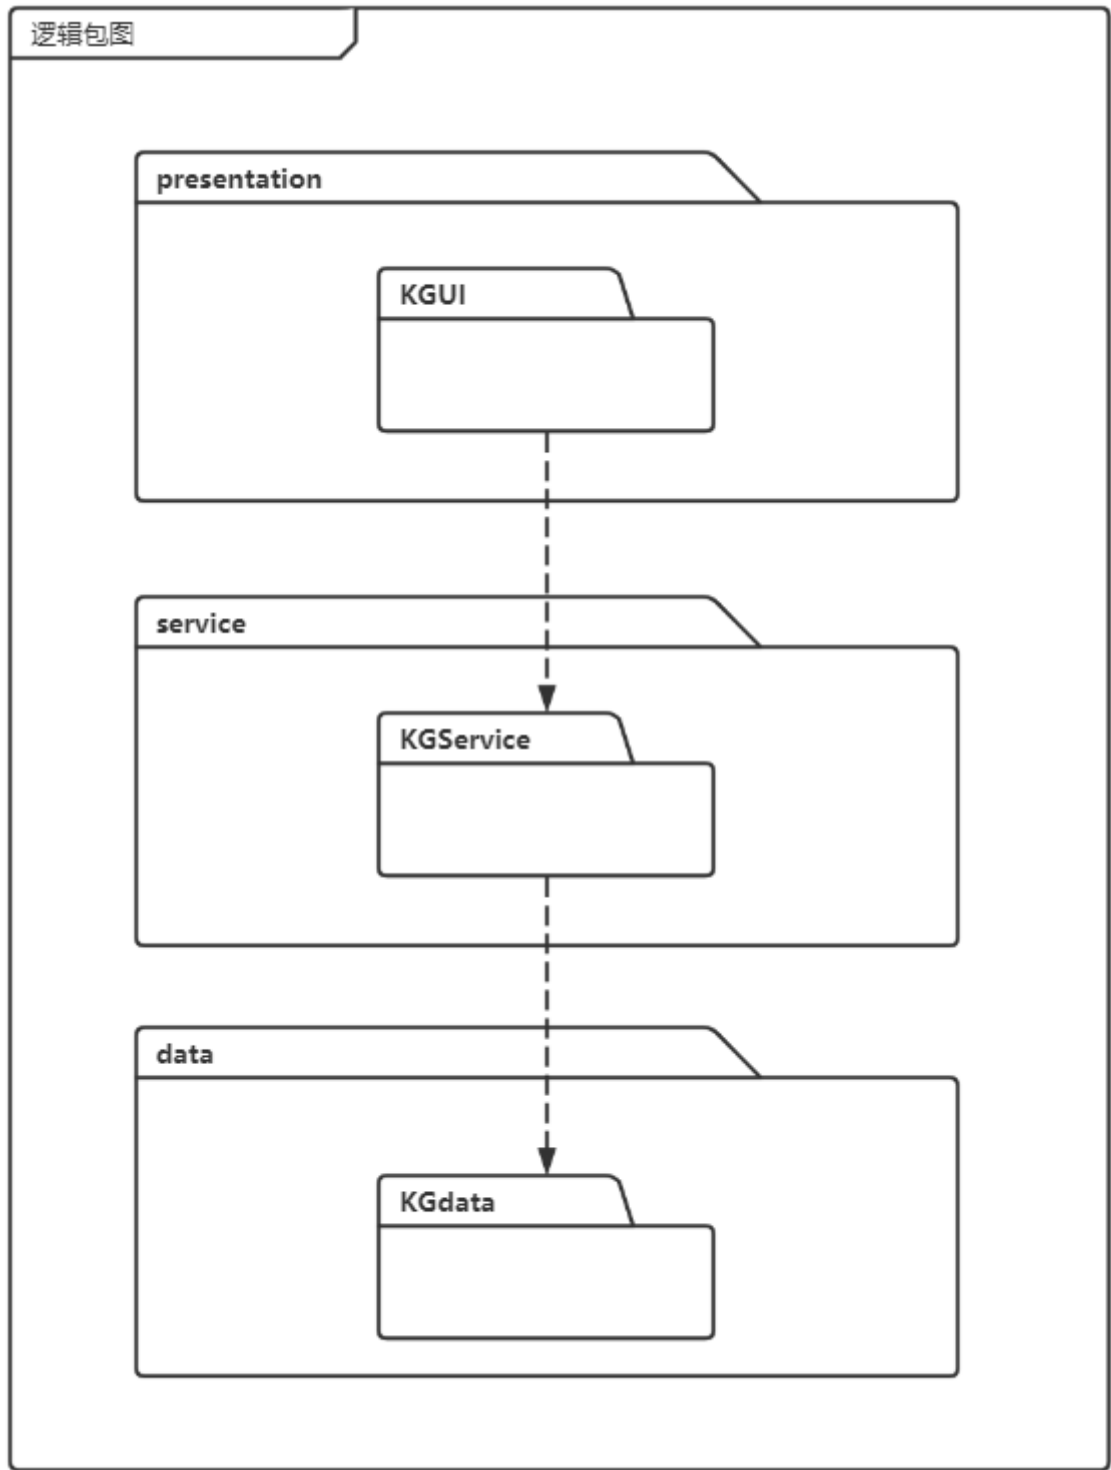 逻辑包图
presentation
KGUI
service
KGService
data
KGdata